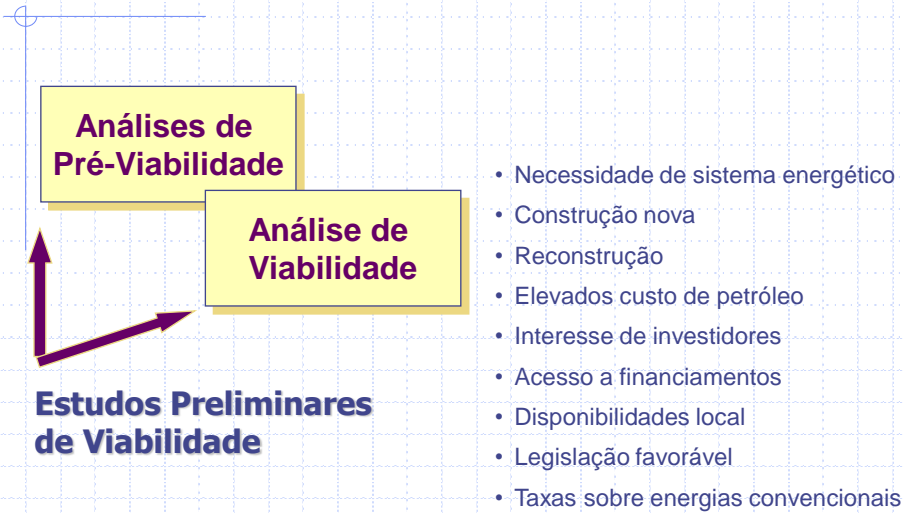 Análises de
Pré-Viabilidade
Análise de
Viabilidade
Estudos Preliminares
de Viabilidade
• Necessidade de sistema energético
• Construção nova
• Reconstrução
• Elevados custo de petróleo
• Interesse de investidores
• Acesso a financiamentos
• Disponibilidades local
• Legislação favorável
• Taxas sobre energias convencionais